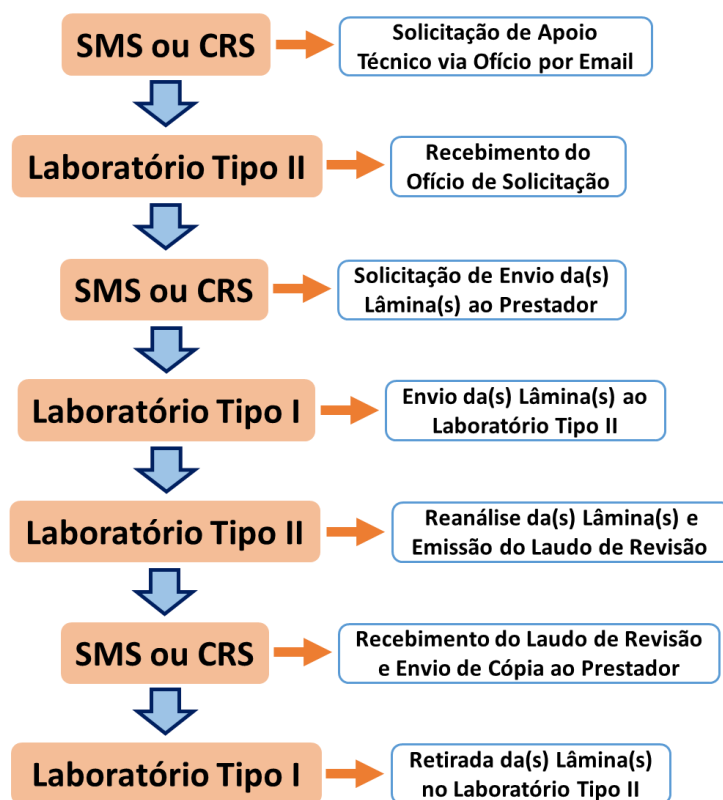 SMS ou CRS
Solicitação de Apoio
Técnico via Ofício por Email
Laboratório Tipo II
Recebimento do
Ofício de Solicitação
SMS ou CRS
Solicitação de Envio da(s)
Lâmina(s) ao Prestador
Laboratório Tipo I
Envio da(s) Lâmina(s) ao
Laboratório Tipo II
Laboratório Tipo II
Reanálise da(s) Lâmina(s) e
Emissão do Laudo de Revisão
SMS ou CRS
Recebimento do Laudo de Revisão
e Envio de Cópia ao Prestador
Laboratório Tipo I
Retirada da(s) Lâmina(s)
no Laboratório Tipo II